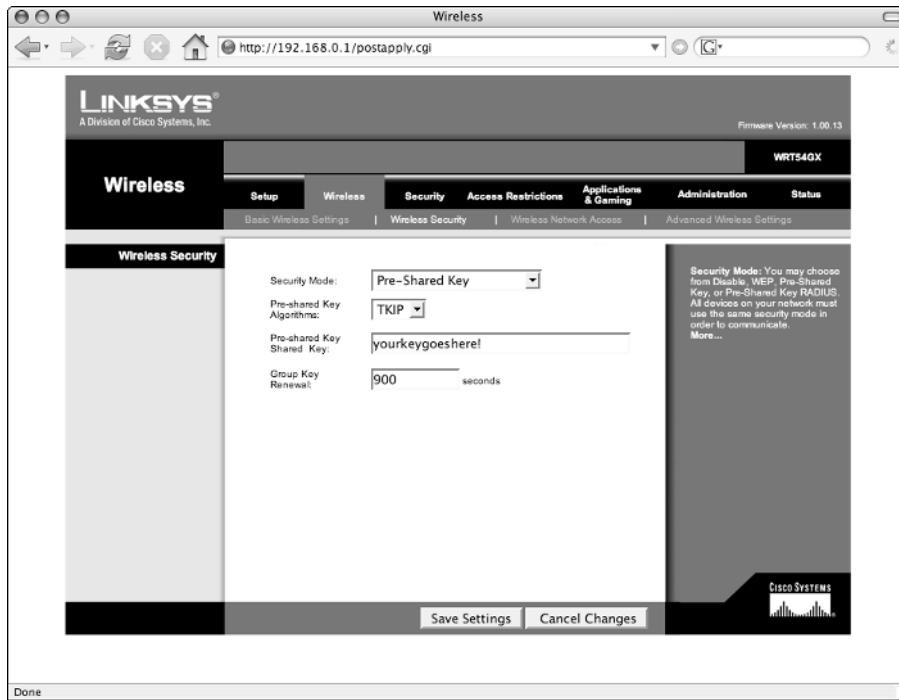 Wireless
http://192.168.0.1/postapply.cgi
G
LINKSYS®
A Division of Cisco Systems, Inc.
Firmware Version: 1.00.13
WRT54GX
Wireless
Setup
Wireless
Security
Access Restrictions
Applications
& Gaming
Administration
Status
Basic Wireless Settings | Wireless Security | Wireless Network Access | Advanced Wireless Settings
Wireless Security
Security Mode: Pre-Shared Key
Pre-shared Key
Algorithms: TKIP
Pre-shared Key
Shared Key: yourkeygoeshere!
Group Key
Renewal: 900 seconds
Security Mode: You may choose
from Disable, WEP, Pre-Shared
Key, or Pre-Shared Key RADIUS.
All devices on your network must
use the same security mode in
order to communicate.
More...
CISCO SYSTEMS
Save Settings
Cancel Changes
Done